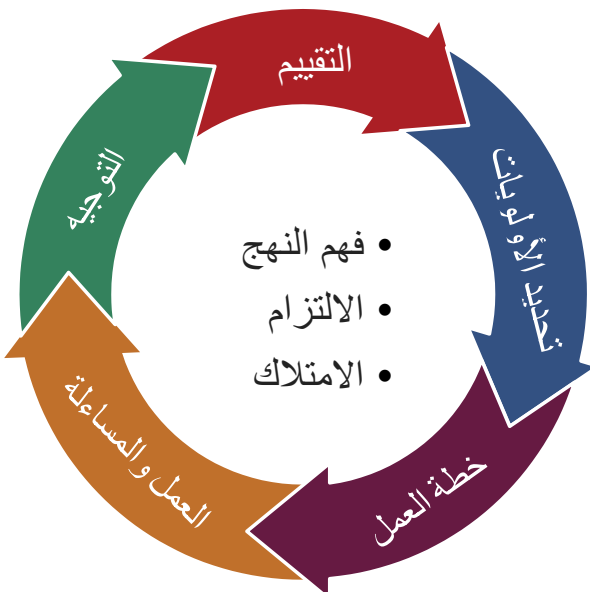 التقييم
تحديد الأولويات
خطة العمل
العمل والمساءلة
التوجيه
• فهم النهج
• الالتزام
• الامتلاك